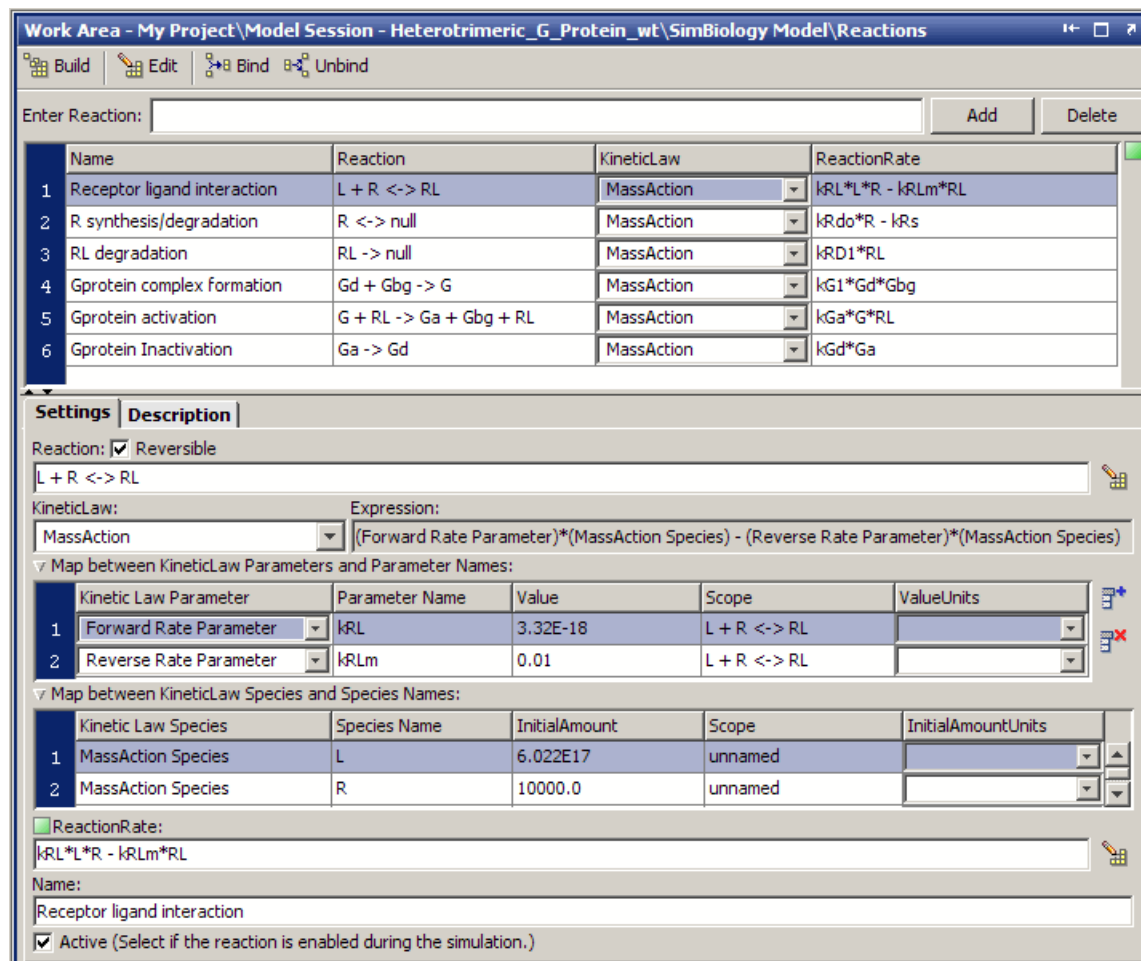 Work Area - My Project\Model Session - Heterotrimeric_G_Protein_wt\SimBiology Model\Reactions
Build Edit Bind Unbind
Enter Reaction: Add Delete
Name Reaction KineticLaw ReactionRate
1 Receptor ligand interaction L + R <-> RL MassAction kRL*L*R - kRLm*RL
2 R synthesis/degradation R <-> null MassAction kRdo*R - kRs
3 RL degradation RL -> null MassAction kRD1*RL
4 Gprotein complex formation Gd + Gbg -> G MassAction kG1*Gd*Gbg
5 Gprotein activation G + RL -> Ga + Gbg + RL MassAction kGa*G*RL
6 Gprotein Inactivation Ga -> Gd MassAction kGd*Ga
Settings Description
Reaction: Reversible
L + R <-> RL
KineticLaw: Expression:
MassAction (Forward Rate Parameter)*(MassAction Species) - (Reverse Rate Parameter)*(MassAction Species)
Map between KineticLaw Parameters and Parameter Names:
Kinetic Law Parameter Parameter Name Value Scope ValueUnits
1 Forward Rate Parameter kRL 3.32E-18 L + R <-> RL
2 Reverse Rate Parameter kRLm 0.01 L + R <-> RL
Map between KineticLaw Species and Species Names:
Kinetic Law Species Species Name InitialAmount Scope InitialAmountUnits
1 MassAction Species L 6.022E17 unnamed
2 MassAction Species R 10000.0 unnamed
ReactionRate:
kRL*L*R - kRLm*RL
Name:
Receptor ligand interaction
Active (Select if the reaction is enabled during the simulation.)